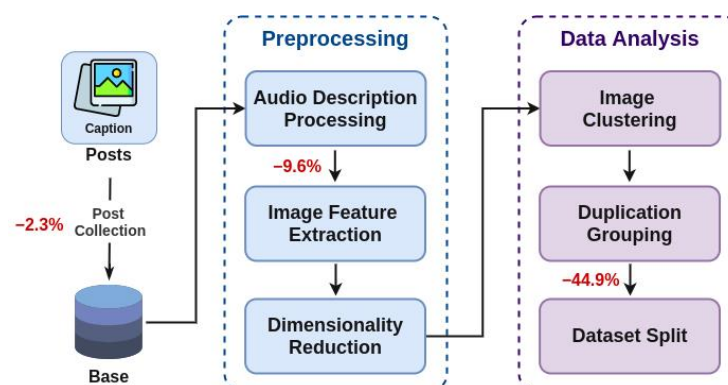 Caption
Posts
−2.3%
Post
Collection
Base
Preprocessing
Audio Description
Processing
−9.6%
Image Feature
Extraction
Dimensionality
Reduction
Data Analysis
Image
Clustering
Duplication
Grouping
−44.9%
Dataset Split